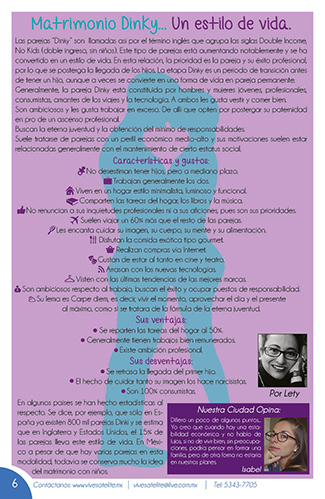 Matrimonio Dinky... Un estilo de vida.
Las parejas "Dinky" son llamadas así por el término inglés que agrupa las siglas Double Income,
No Kids (doble ingreso, sin niños). Este tipo de parejas está aumentando notablemente y se ha
convertido en un estilo de vida. En esta relación, la prioridad es la pareja y su éxito profesional,
por lo que se posterga la llegada de los hijos. La etapa Dinky es un periodo de transición antes
de tener un hijo, aunque a veces se convierte en una forma de vida en pareja permanente.
Generalmente, la pareja Dinky está constituida por hombres y mujeres jóvenes, profesionales,
consumistas, amantes de los viajes y la tecnología. A ambos les gusta vestir y comer bien.
Son ambiciosos y les gusta trabajar en exceso. De allí que opten por postergar su paternidad
en pro de un ascenso profesional.
Buscan la eterna juventud y la obtención del mínimo de responsabilidades.
Suele tratarse de parejas con un perfil económico medio-alto y sus motivaciones suelen estar
relacionadas generalmente con el mantenimiento de cierto estatus social.
Características y gustos:
No desestiman tener hijos, pero a mediano plazo.
Trabajan generalmente los dos.
Viven en un hogar estilo minimalista, luminoso y funcional.
Comparten las tareas del hogar, los libros y la música.
No renuncian a sus inquietudes profesionales ni a sus aficiones, pues son sus prioridades.
Suelen viajar un 60% más que el resto de las parejas.
Les encanta cuidar su imagen, su cuerpo, su mente y su alimentación.
Disfrutan la comida exótica tipo gourmet.
Realizan compras vía Internet.
Gustan de estar al tanto en cine y teatro.
Arrasan con las nuevas tecnologías.
Visten con las últimas tendencias de las mejores marcas.
Son ambiciosos respecto al trabajo, buscan el éxito y ocupar puestos de responsabilidad.
Su lema es Carpe diem, es decir, vivir el momento, aprovechar el día y el presente
al máximo, como si se tratara de la fórmula de la eterna juventud.
Sus ventajas:
• Se reparten las tareas del hogar al 50%.
• Generalmente tienen trabajos bien remunerados.
• Existe ambición profesional.
Sus desventajas:
• Se retrasa la llegada del primer hijo.
• El hecho de cuidar tanto su imagen los hace narcisistas.
• Son 100% consumistas.
En algunos países se han hecho estadísticas al
respecto. Se dice, por ejemplo, que sólo en Es-
paña ya existen 800 mil parejas Dinky y se estima
que en Inglaterra y Estados Unidos, el 15% de
las parejas lleva este estilo de vida. En Méxi-
co a pesar de que hay varias parejas en esta
modalidad, todavía se conserva mucho la idea
del matrimonio con niños.
Por Lety
Nuestra Ciudad Opina:
Difiero un poco de algunos puntos.
Yo creo que cuando hay una esta-
bilidad económica y no hablo de
lujos, si no de vivir bien, sin preocupa-
ciones, podría pensar en formar una
familia, pero de otra forma no estaría
en nuestros planes.
Isabel
6
Contáctanos: www.vivesatelite.mx
vivesatelite@live.com.mx
Tel: 5343-7705